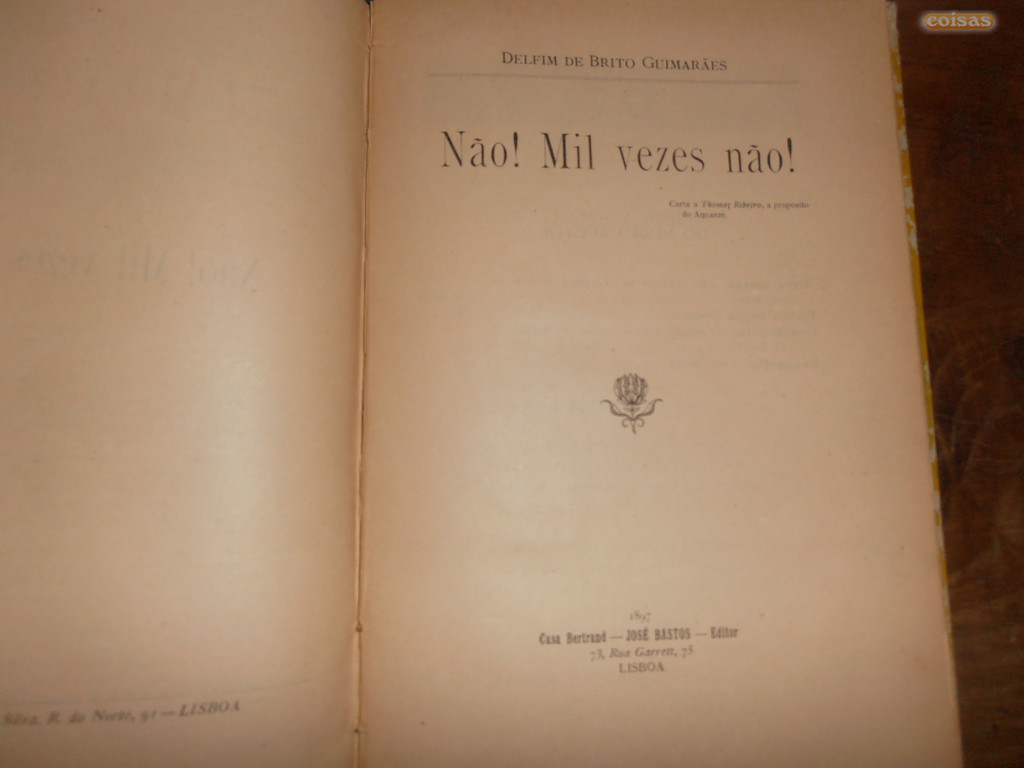 Silva, R. do Norte, 91 — LISBOA
DELFIM DE BRITO GUIMARÃES
Não! Mil vezes não!
Carta a Thomaz Ribeiro, a proposito
do
1897
Casa Bertrand — JOSÉ BASTOS — Editor
73, Rua Garrett, 75
LISBOA
coisas